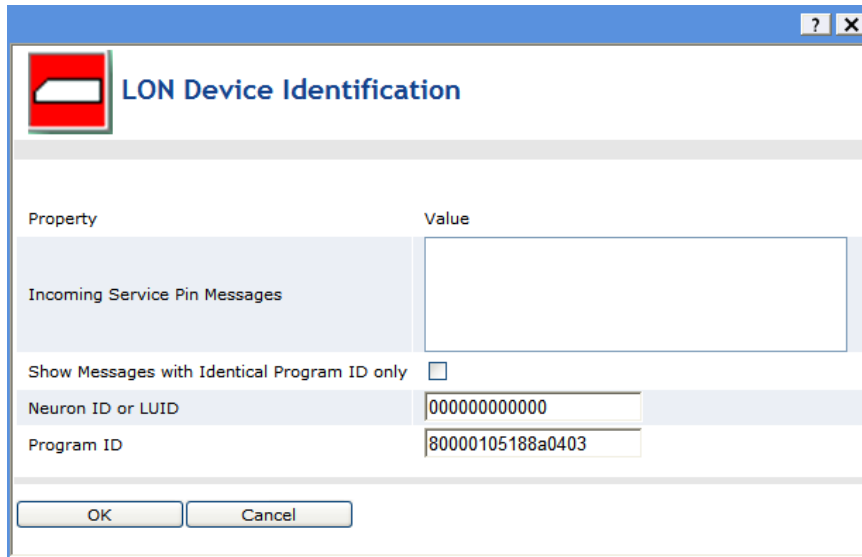 ?
LON Device Identification
Property Value
Incoming Service Pin Messages
Show Messages with Identical Program ID only
Neuron ID or LUID 000000000000
Program ID 80000105188a0403
OK Cancel